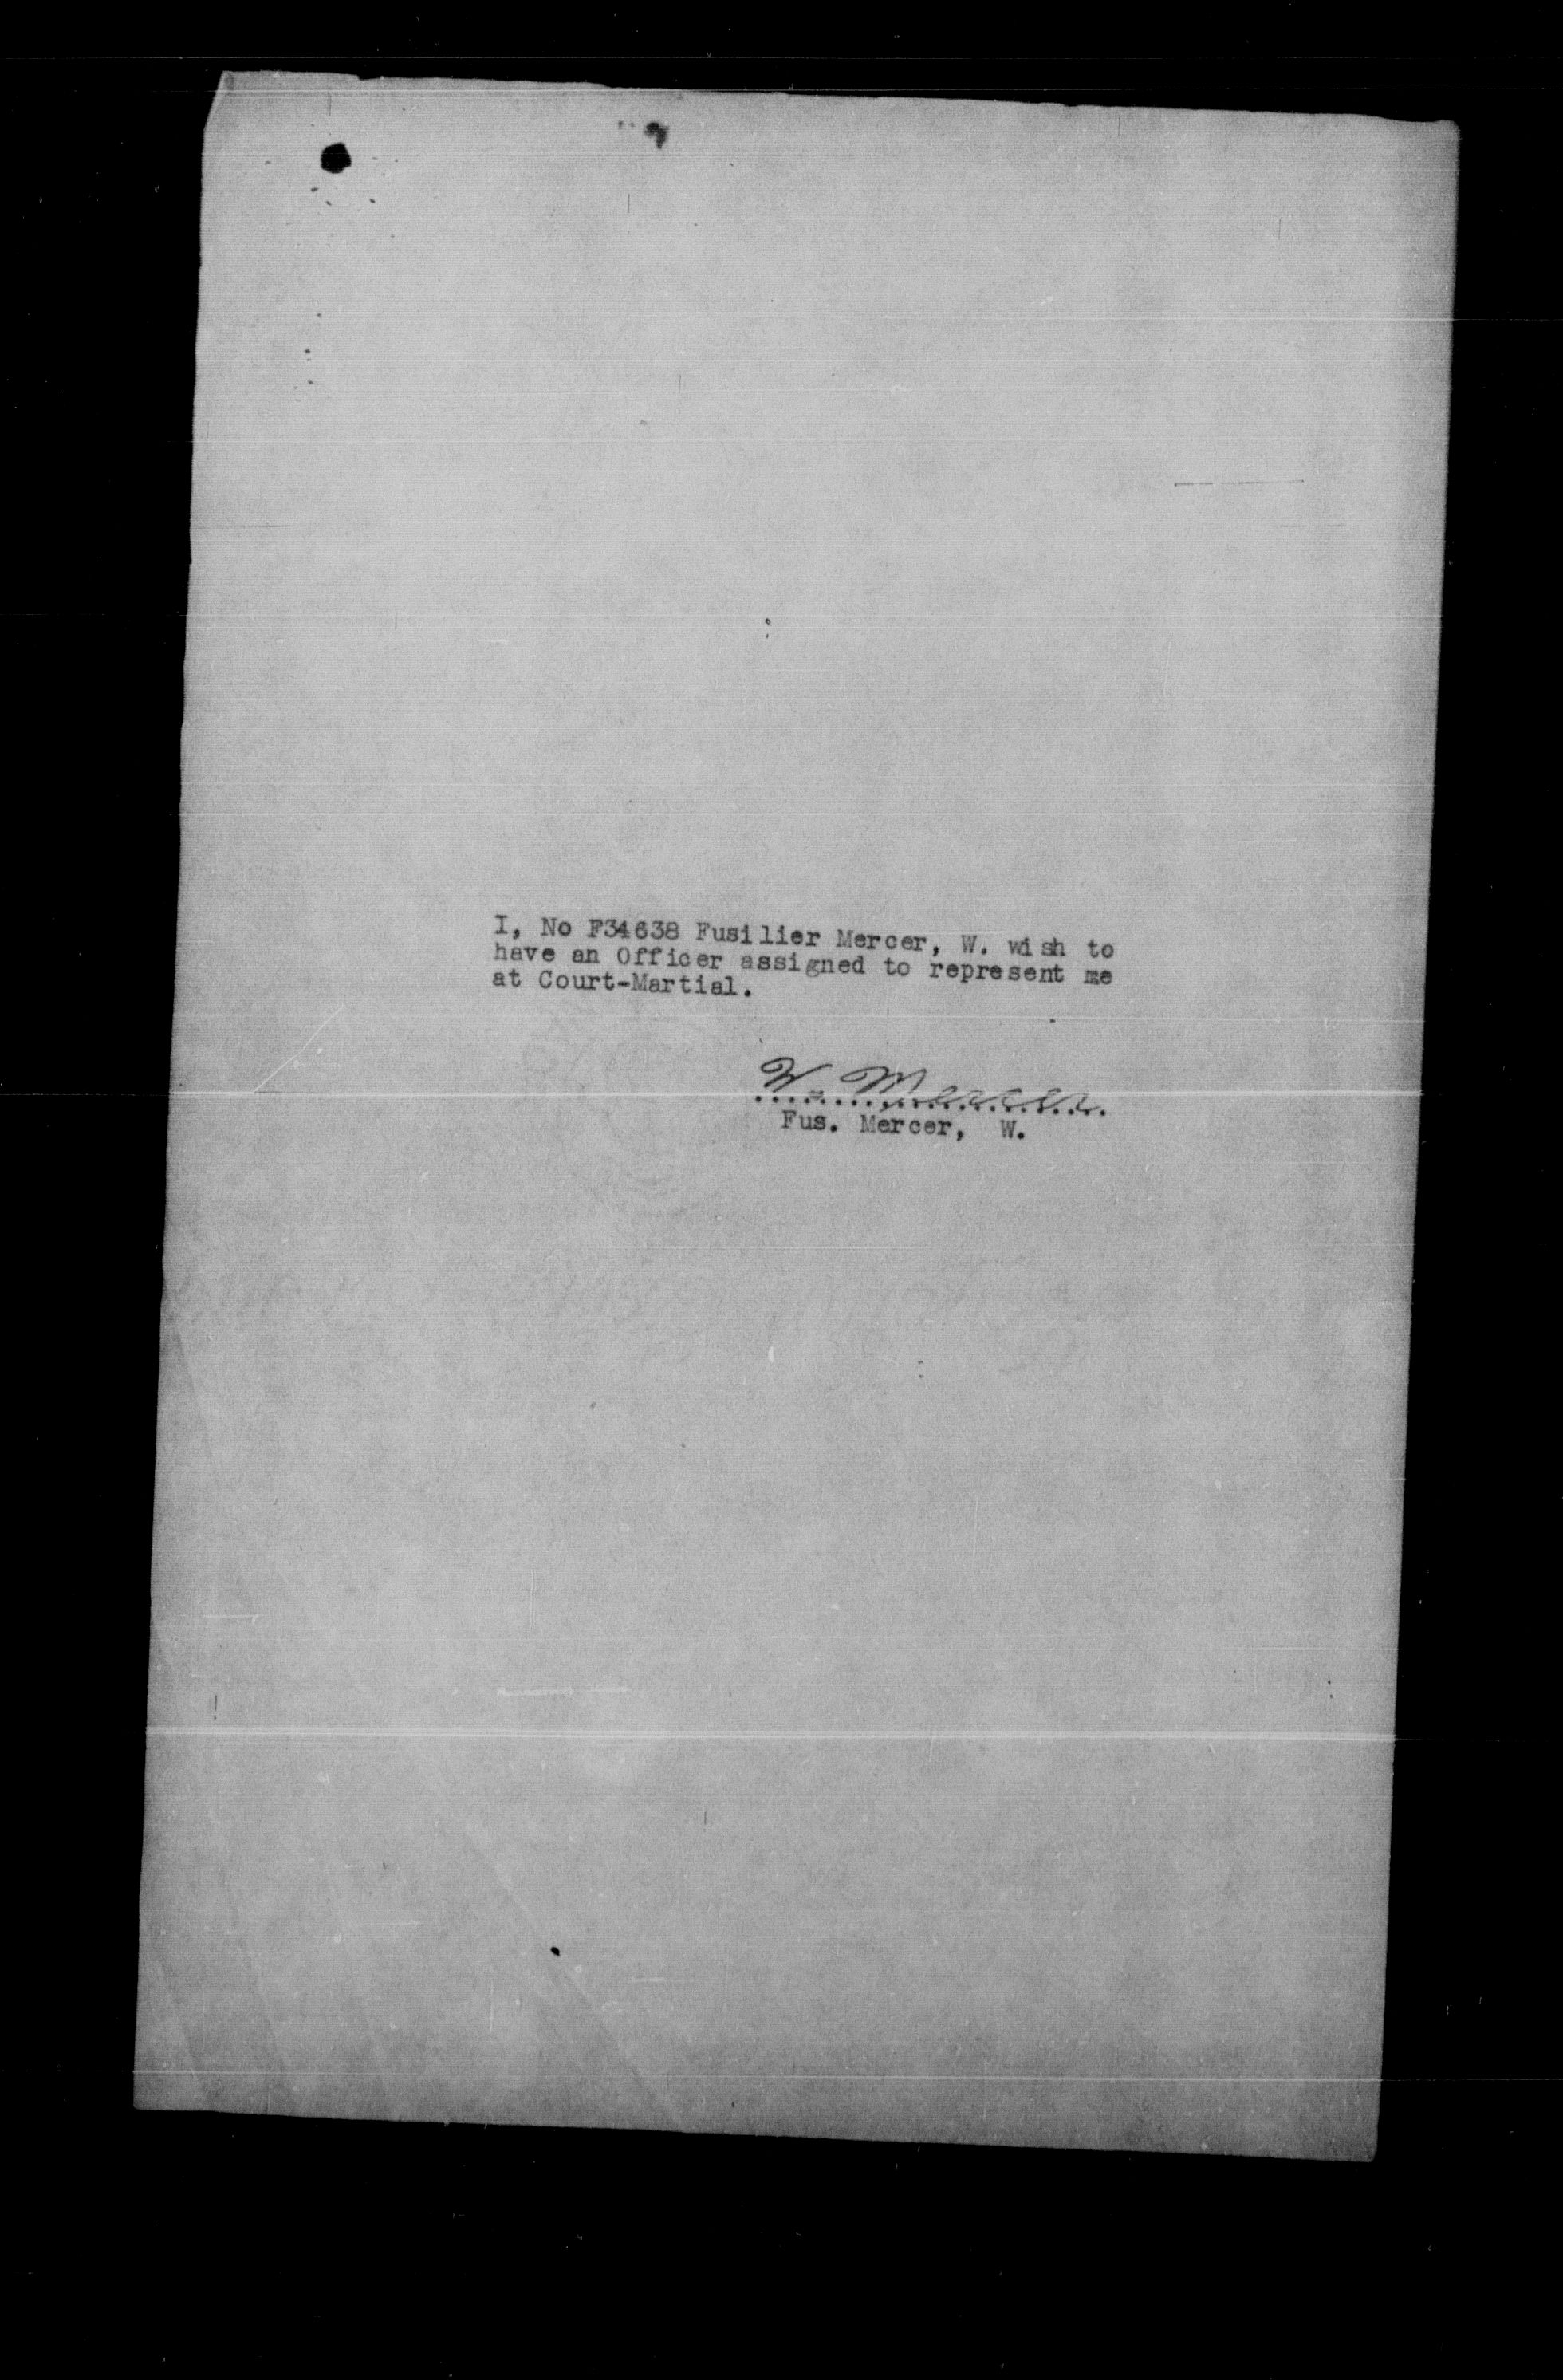 I, No F34638 Fusilier Mercer, W. wish to
have an Officer assigned to represent me
at Court-Martial.
W. Mercer
Fus. Mercer, W.